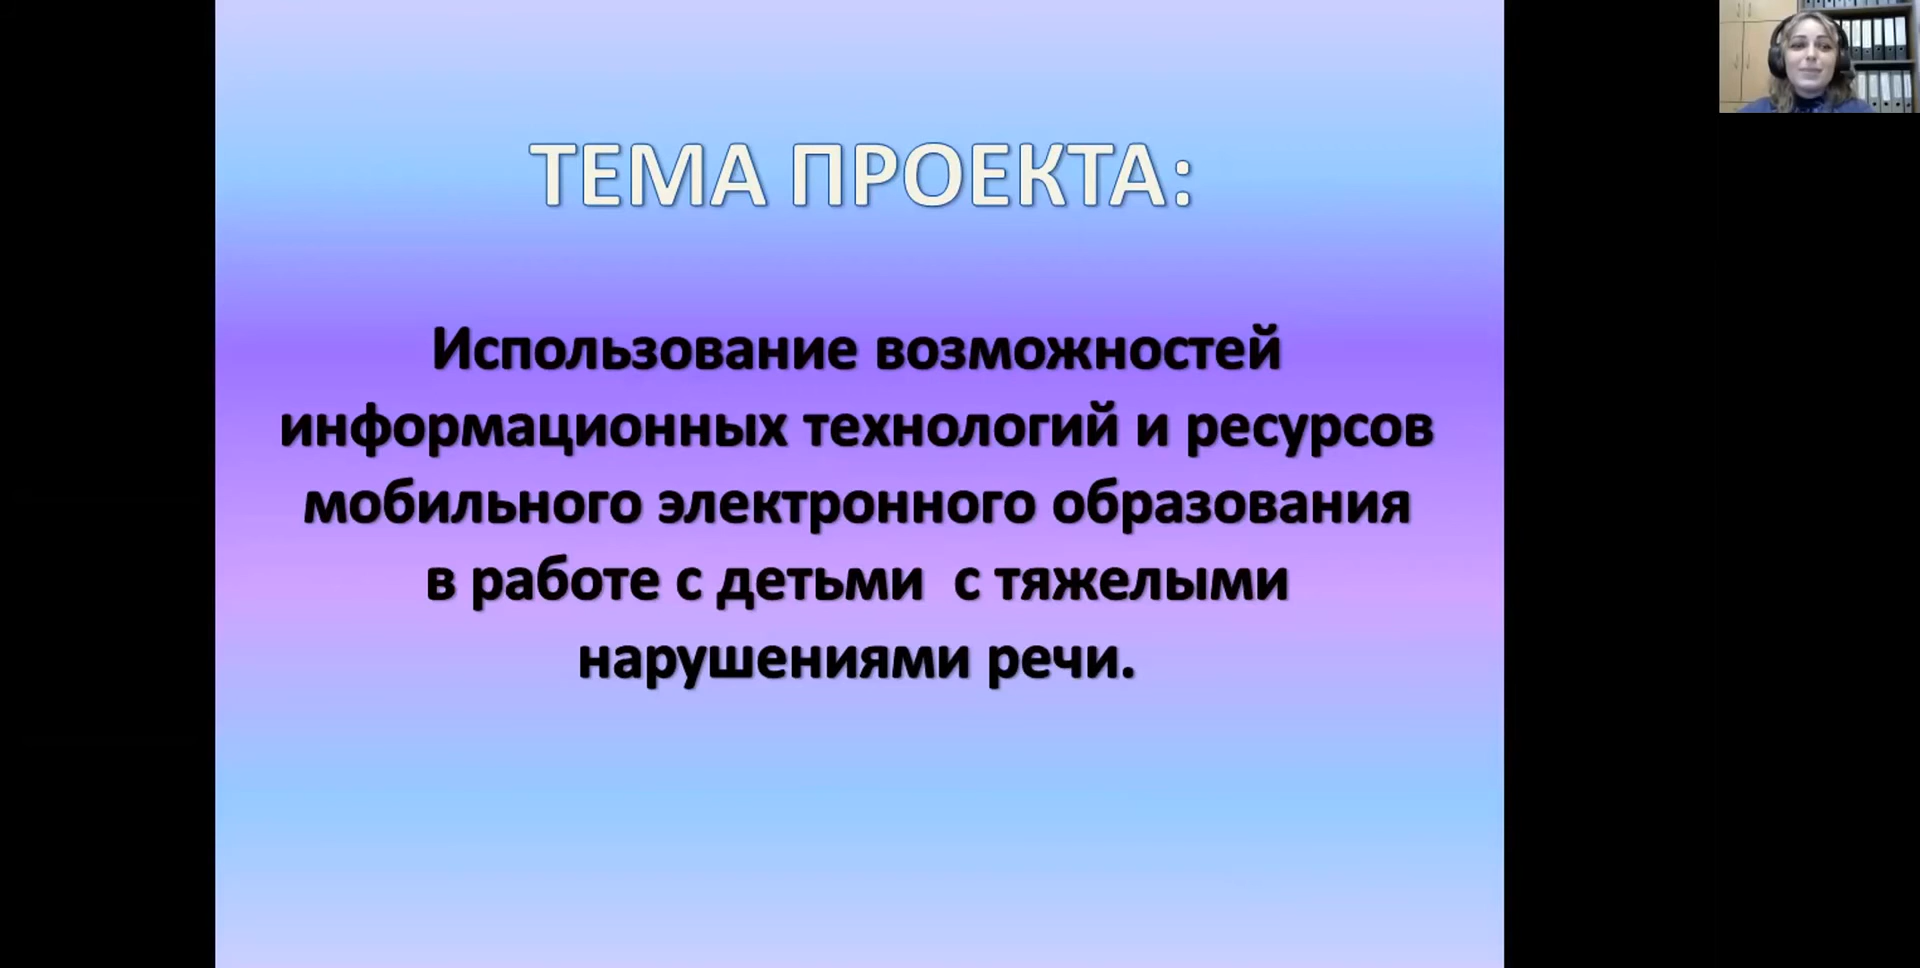 ТЕМА ПРОЕКТА:
Использование возможностей
информационных технологий и ресурсов
мобильного электронного образования
в работе с детьми  с тяжелыми
нарушениями речи.